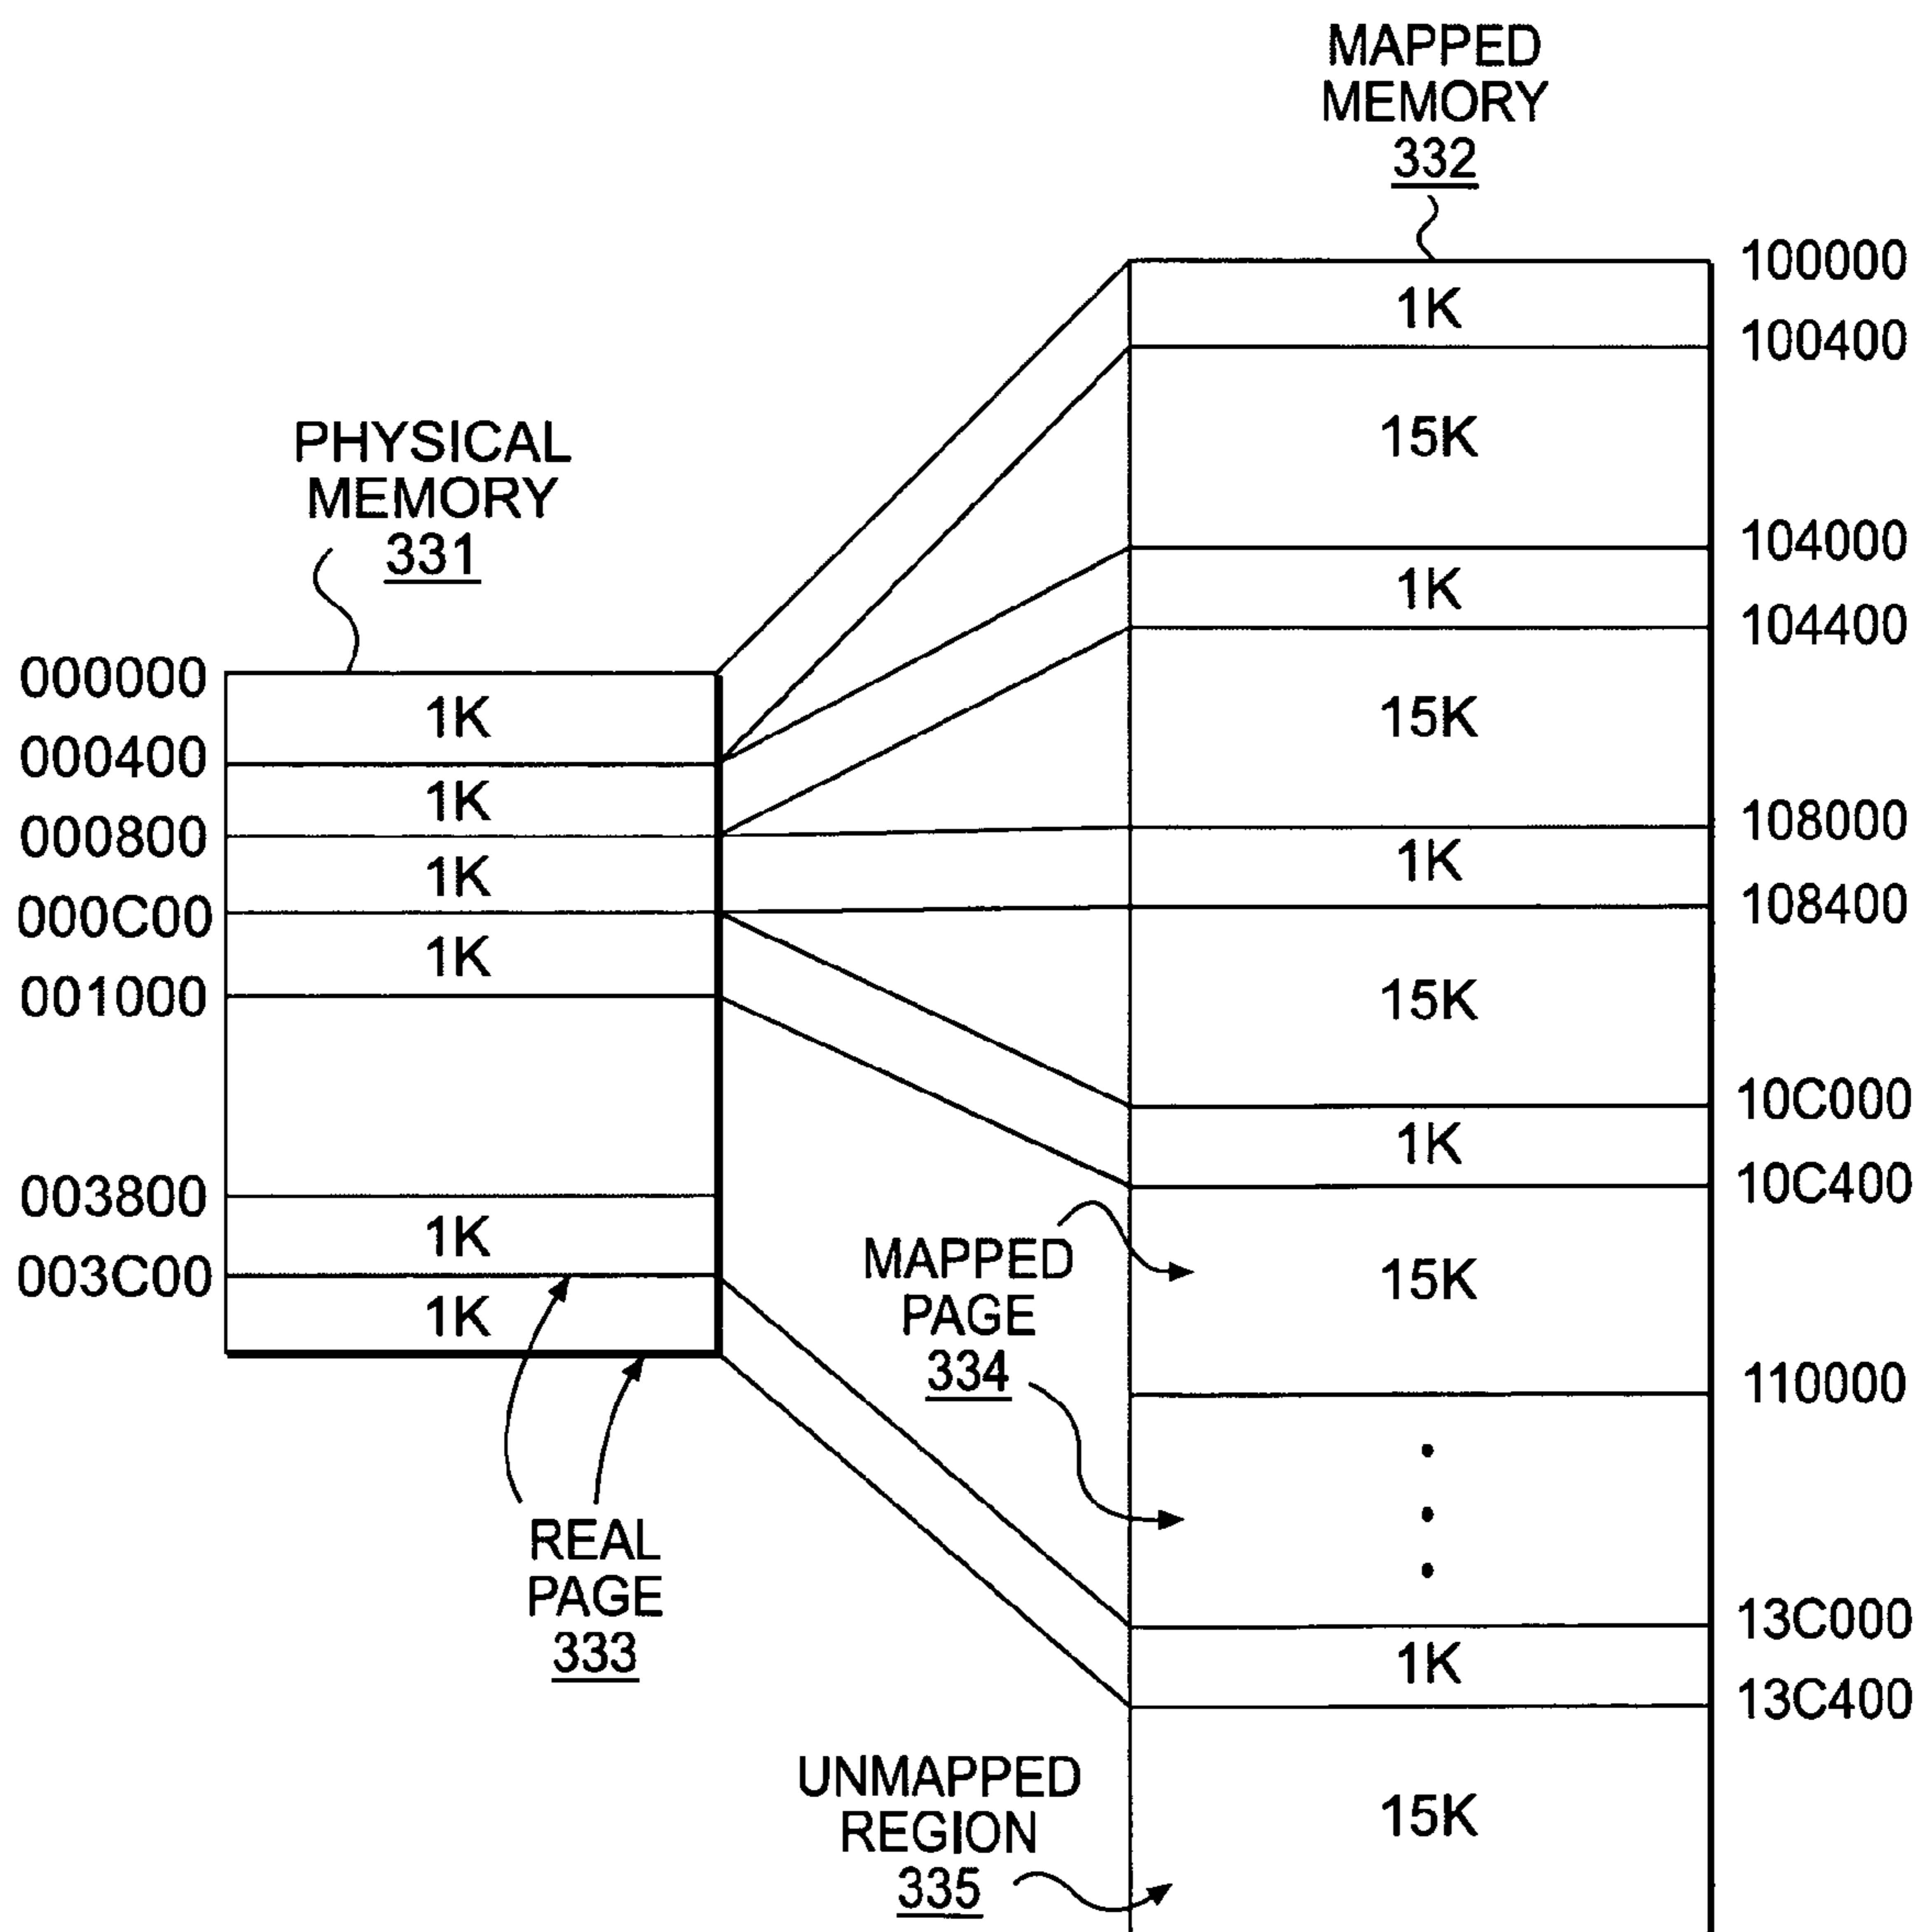 MAPPED
MEMORY
332
100000
1K
100400
15K
104000
1K
104400
15K
108000
1K
108400
15K
10C000
1K
10C400
15K
110000
13C000
1K
13C400
15K
PHYSICAL
MEMORY
331
000000
1K
000400
1K
000800
1K
000C00
1K
001000
003800
1K
003C00
1K
MAPPED
PAGE
334
REAL
PAGE
333
UNMAPPED
REGION
335